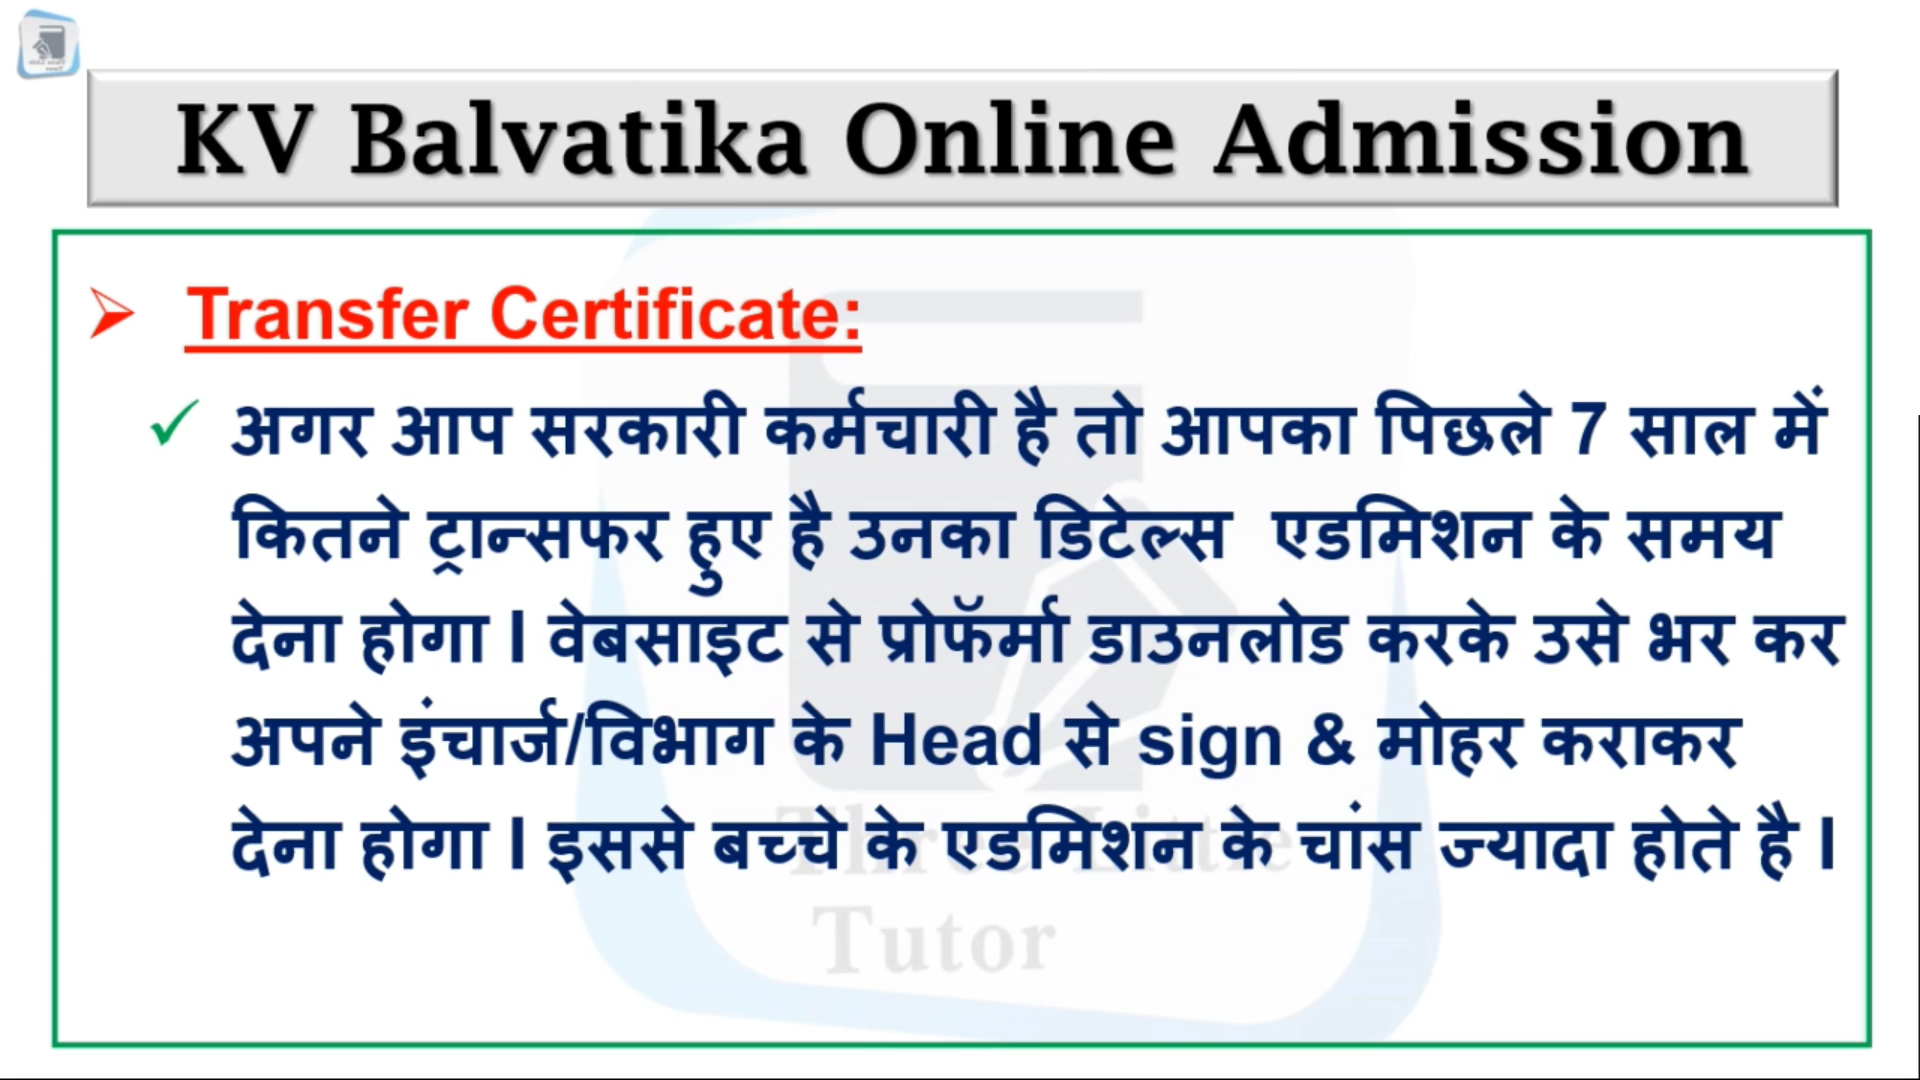 KV Balvatika Online Admission
Transfer Certificate:
अगर आप सरकारी कर्मचारी है तो आपका पिछले 7 साल में
कितने ट्रान्सफर हुए है उनका डिटेल्स एडमिशन के समय
देना होगा l वेबसाइट से प्रोफॅर्मा डाउनलोड करके उसे भर कर
अपने इंचार्ज/विभाग के Head से sign & मोहर कराकर
देना होगा l इससे बच्चे के एडमिशन के चांस ज्यादा होते है l
Three Little
Tutor